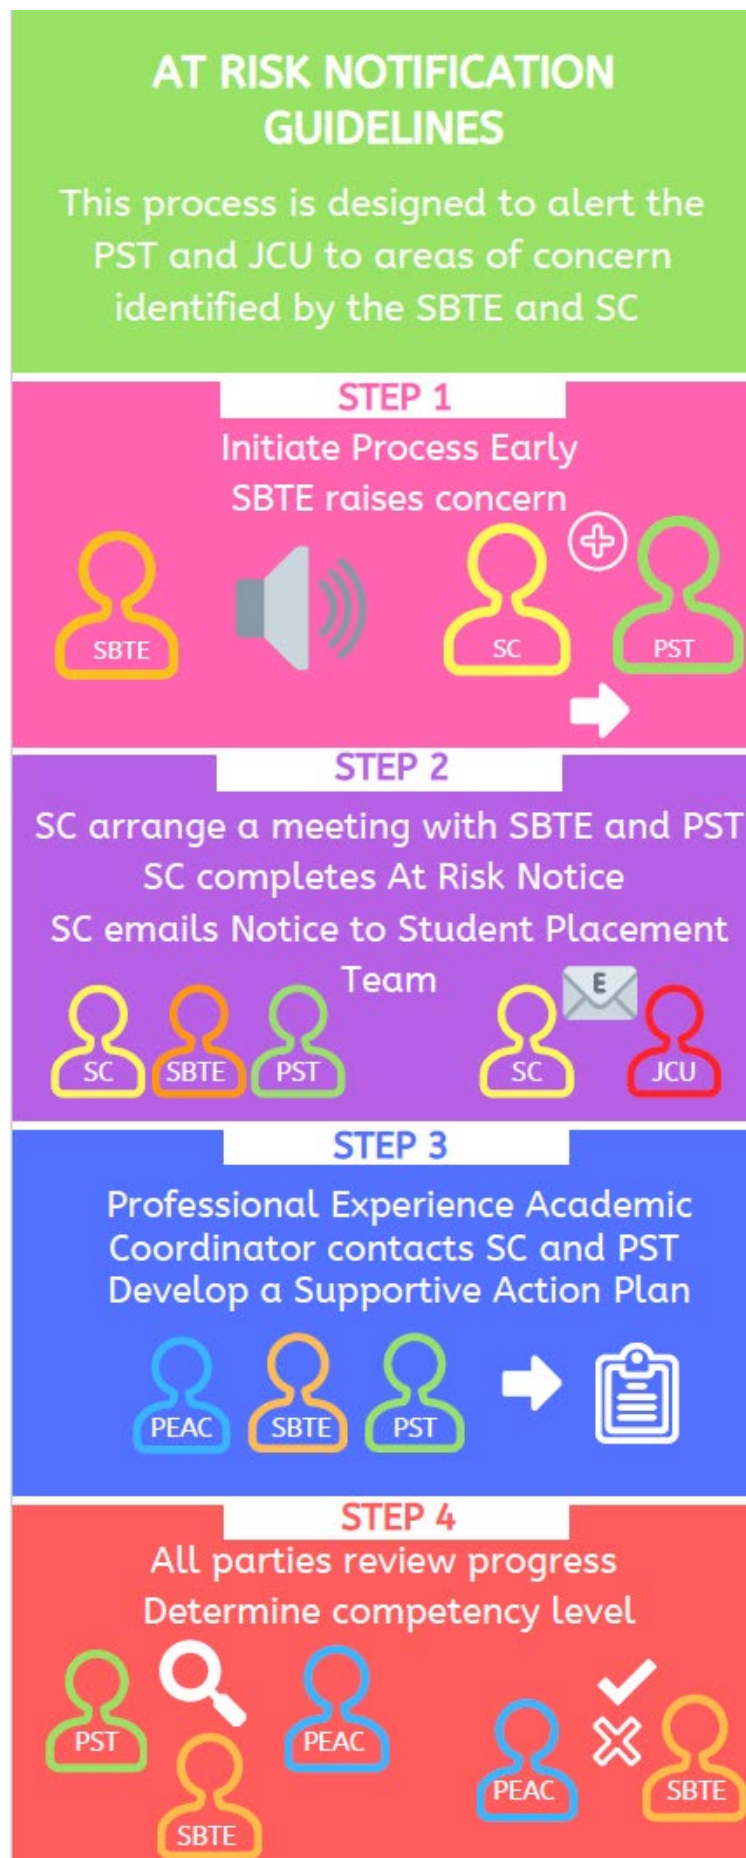 AT RISK NOTIFICATION
GUIDELINES
This process is designed to alert the
PST and JCU to areas of concern
identified by the SBTE and SC
STEP 1
Initiate Process Early
SBTE raises concern
SBTE
SC
PST
STEP 2
SC arrange a meeting with SBTE and PST
SC completes At Risk Notice
SC emails Notice to Student Placement
Team
E
SC
SBTE
PST
SC
JCU
STEP 3
Professional Experience Academic
Coordinator contacts SC and PST
Develop a Supportive Action Plan
PEAC
SBTE
PST
STEP 4
All parties review progress
Determine competency level
PST
PEAC
SBTE
PEAC
SBTE